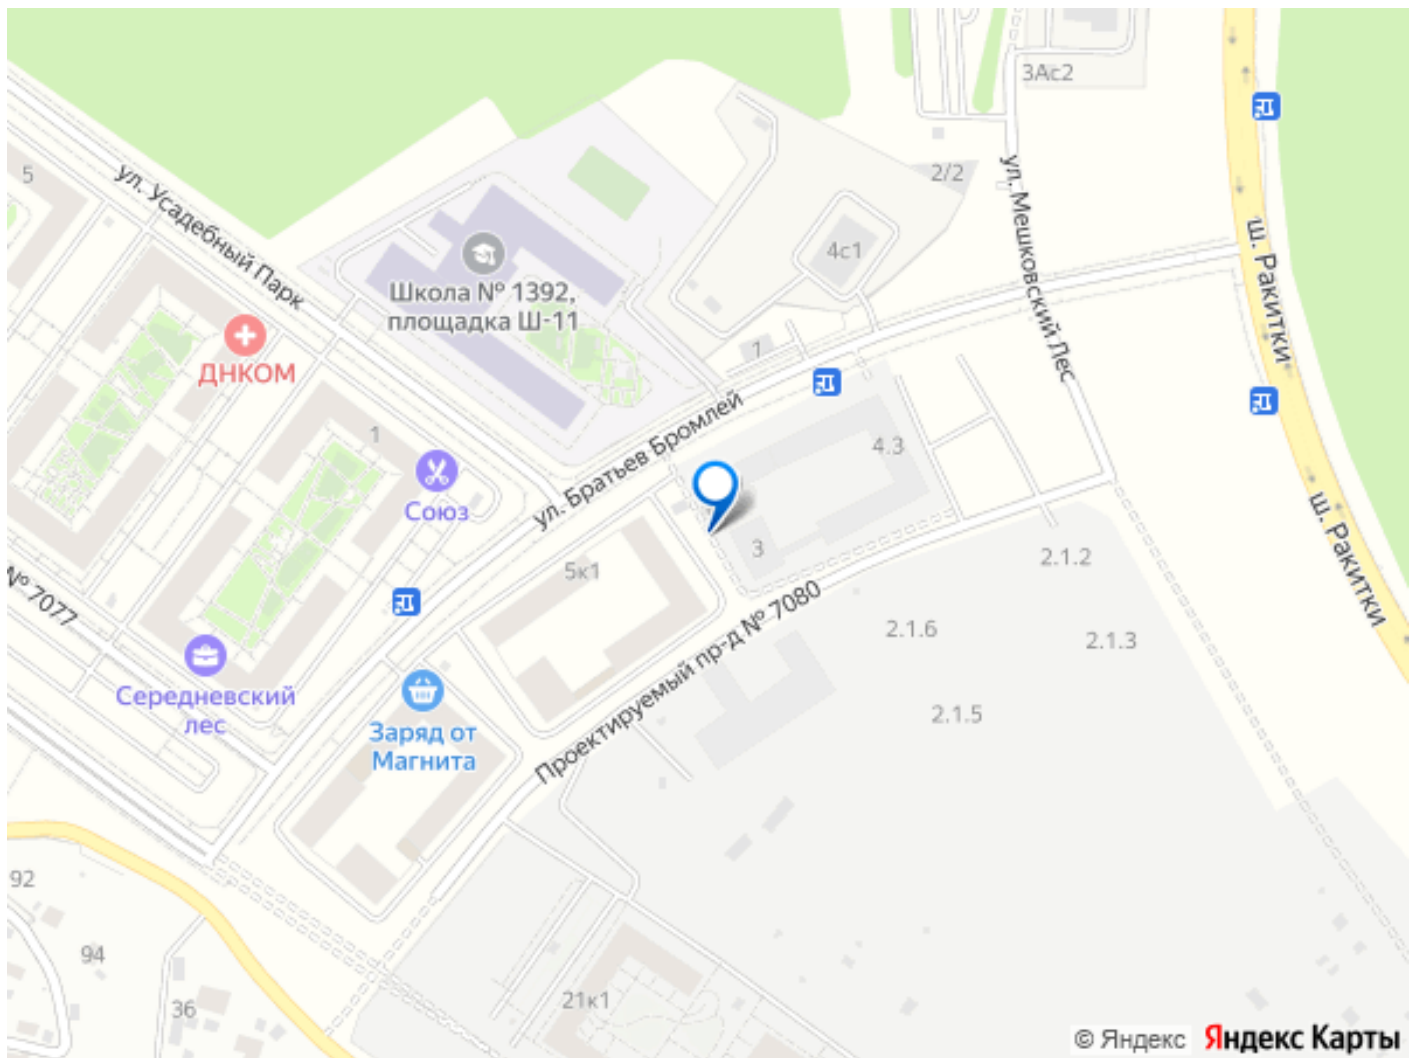 3Ас2
ул. Мешковский Лес
ш. Ракитки
2/2
5
ул. Усадебный Парк
4с1
Школа № 1392,
площадка Ш-11
ДНКОМ
1
1
ул. Братьев Бромлей
4.3
Союз
ш. Ракитки
3
2.1.2
5к1
№ 7077
Проектируемый пр-д № 7080
2.1.6
2.1.3
Середневский
лес
2.1.5
Заряд от
Магнита
92
94
36
21к1
© Яндекс Яндекс Карты